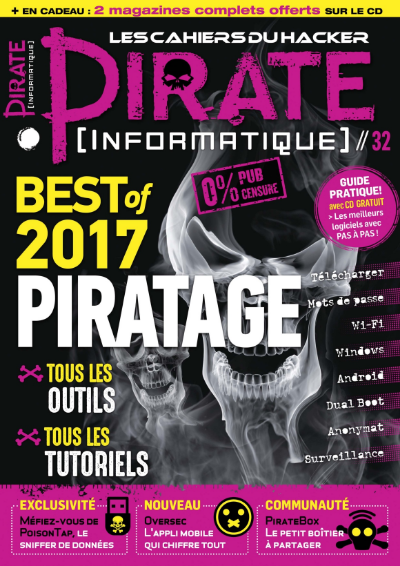 + EN CADEAU : 2 magazines complets offerts SUR LE CD
LES CAHIERS DU HACKER
PIRATE
[INFORMATIQUE]
PIRATE
[INFORMATIQUE] // 32
BEST of
2017
0% PUB
0% CENSURE
GUIDE
PRATIQUE!
avec CD GRATUIT
> Les meilleurs
logiciels avec
PAS À PAS !
PIRATAGE
Télécharger
Mots de passe
Wi-Fi
Windows
Android
Dual Boot
Anonymat
Surveillance
TOUS LES
OUTILS
TOUS LES
TUTORIELS
EXCLUSIVITÉ
MÉFIEZ-VOUS DE
POISONTAP, LE
SNIFFER DE DONNÉES
NOUVEAU
OVERSEC
L'APPLI MOBILE
QUI CHIFFRE TOUT
COMMUNAUTÉ
PIRATEBOX
LE PETIT BOÎTIER
À PARTAGER